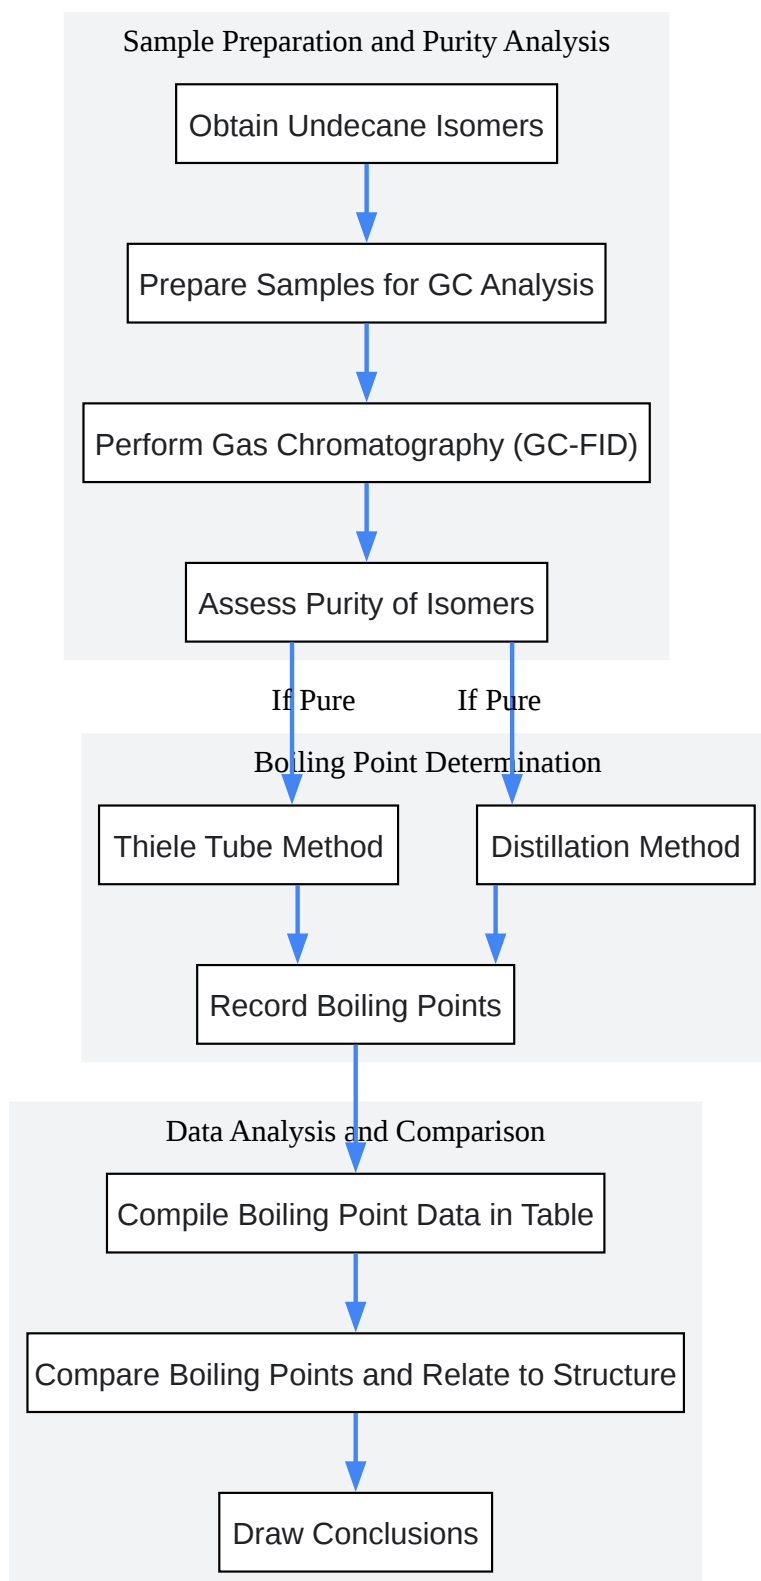 Sample Preparation and Purity Analysis
Obtain Undecane Isomers
Prepare Samples for GC Analysis
Perform Gas Chromatography (GC-FID)
Assess Purity of Isomers
If Pure
If Pure
Boiling Point Determination
Thiele Tube Method
Distillation Method
Record Boiling Points
Data Analysis and Comparison
Compile Boiling Point Data in Table
Compare Boiling Points and Relate to Structure
Draw Conclusions